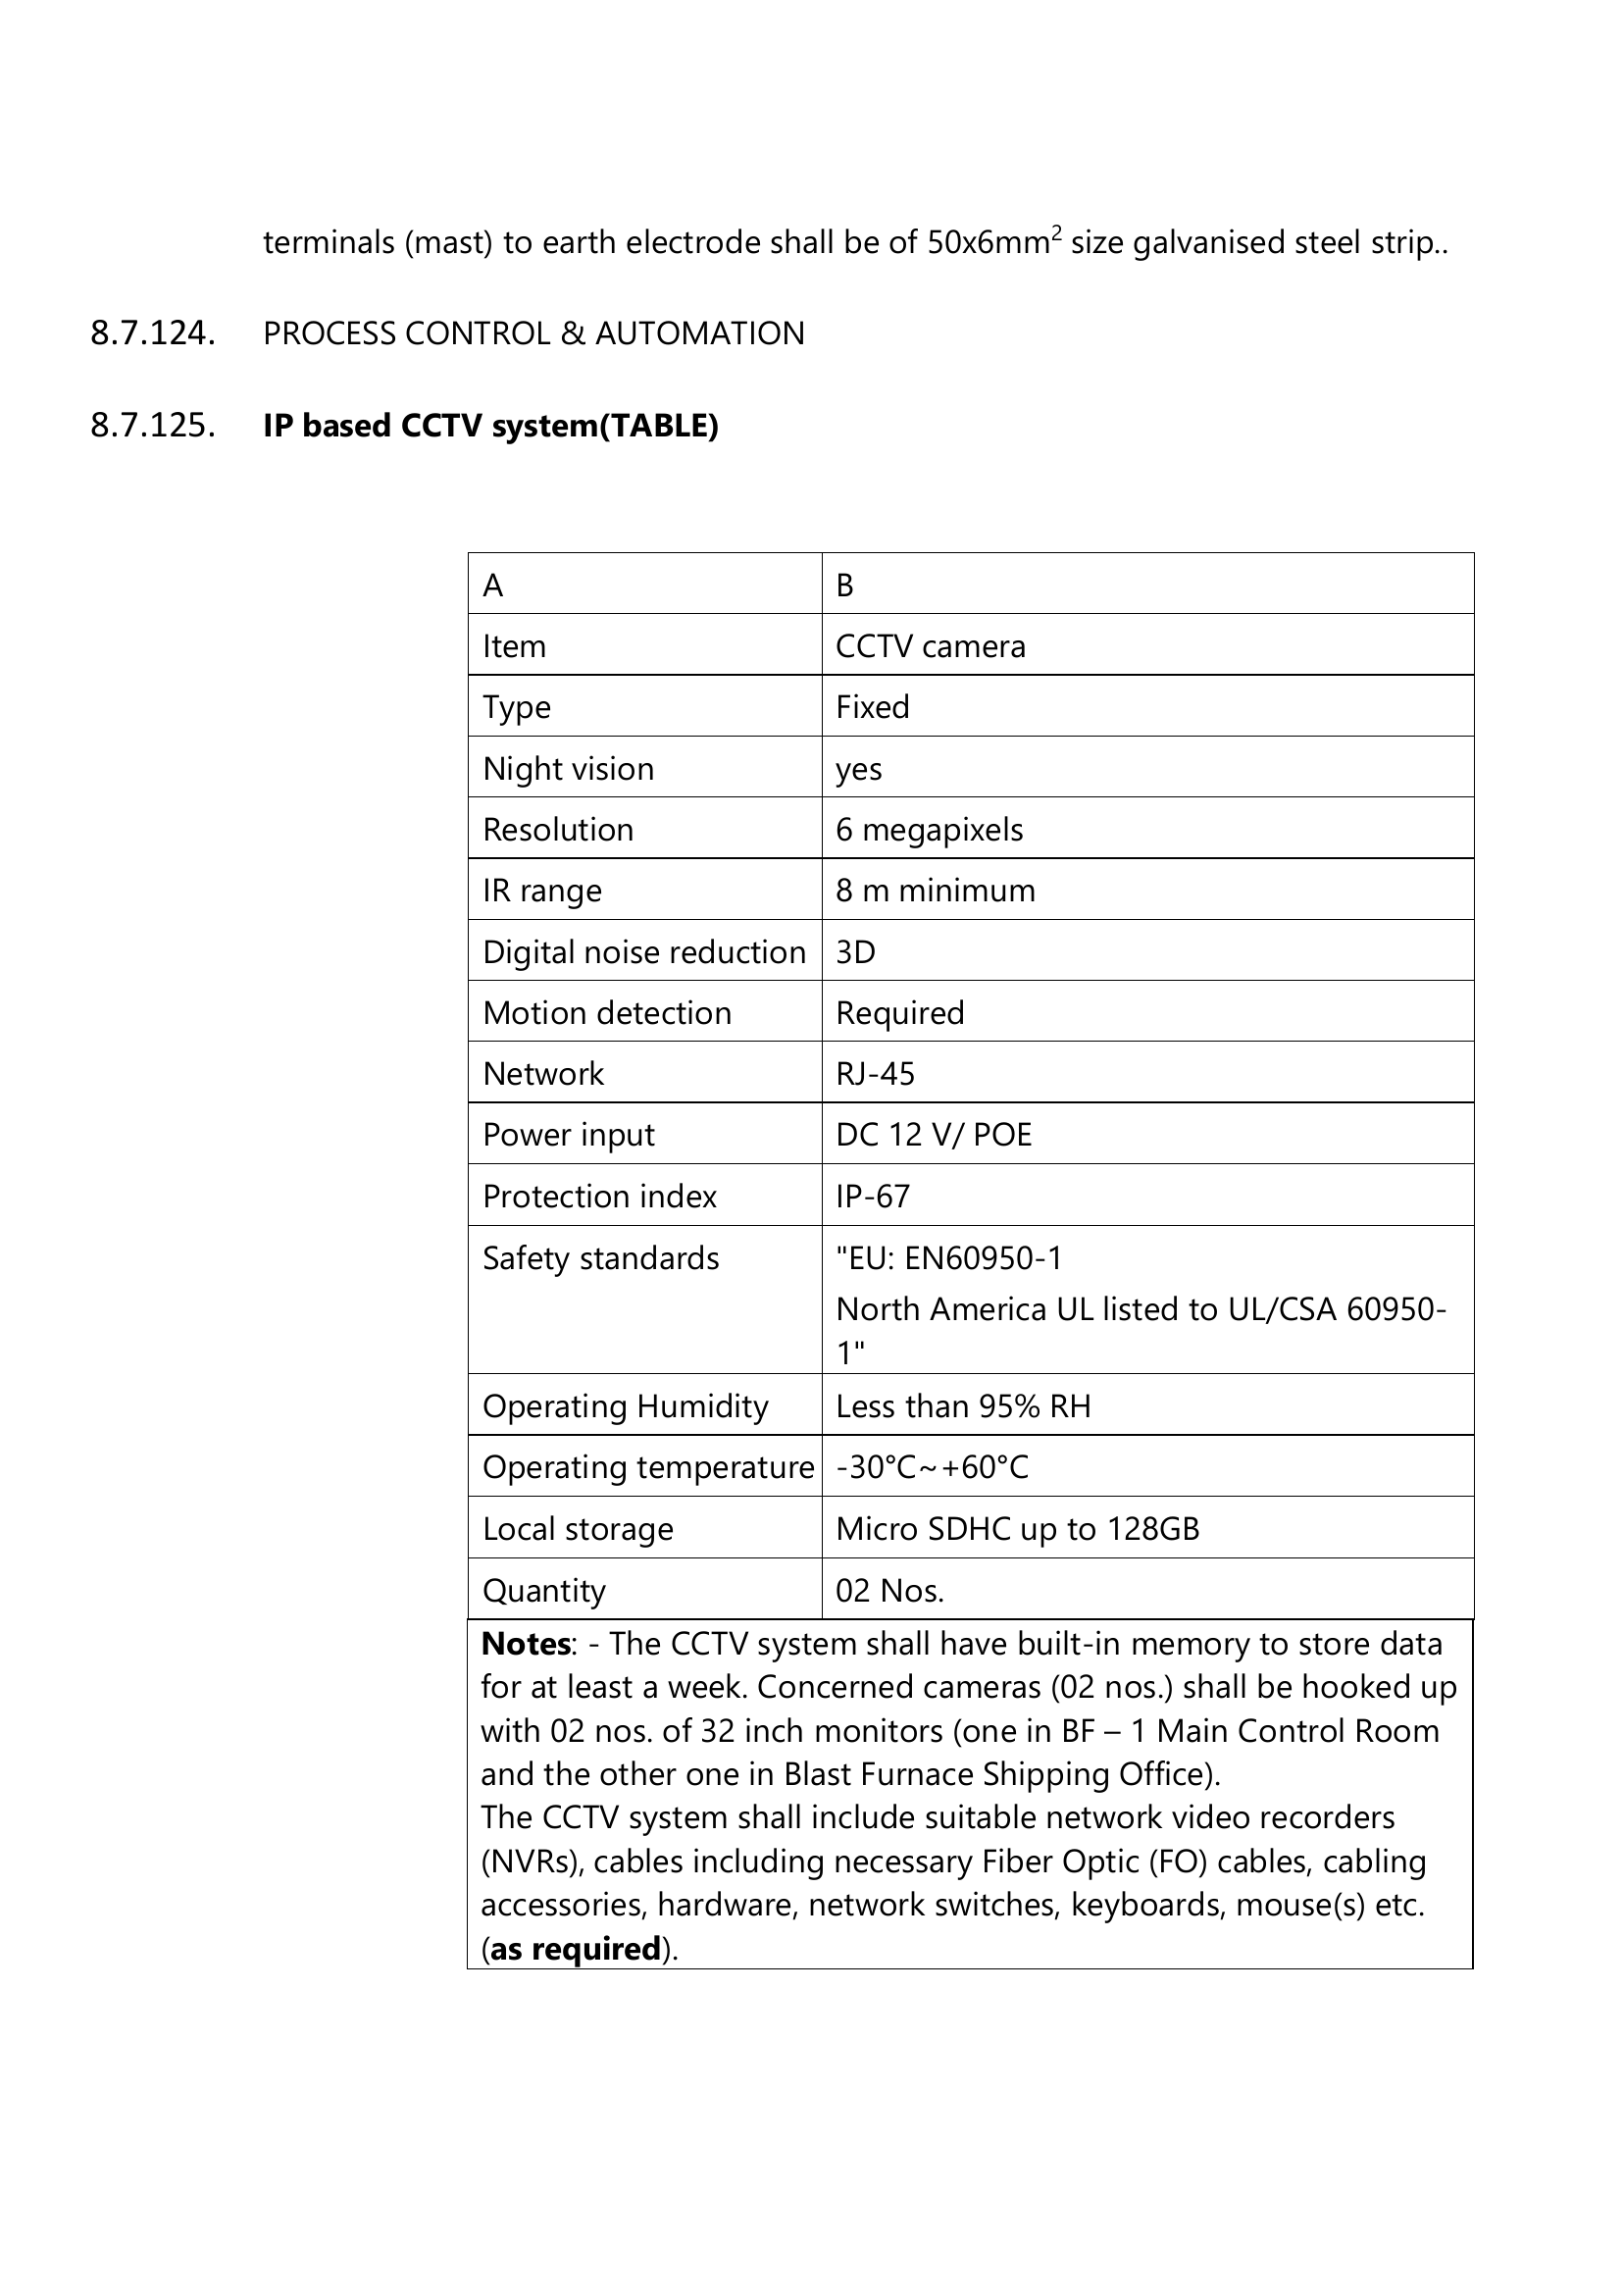 terminals (mast) to earth electrode shall be of 50x6mm² size galvanised steel strip..
8.7.124. PROCESS CONTROL & AUTOMATION
8.7.125. IP based CCTV system(TABLE)
A B
Item CCTV camera
Type Fixed
Night vision yes
Resolution 6 megapixels
IR range 8 m minimum
Digital noise reduction 3D
Motion detection Required
Network RJ-45
Power input DC 12 V/ POE
Protection index IP-67
Safety standards "EU: EN60950-1
North America UL listed to UL/CSA 60950-
1"
Operating Humidity Less than 95% RH
Operating temperature -30°C~+60°C
Local storage Micro SDHC up to 128GB
Quantity 02 Nos.
Notes: - The CCTV system shall have built-in memory to store data
for at least a week. Concerned cameras (02 nos.) shall be hooked up
with 02 nos. of 32 inch monitors (one in BF – 1 Main Control Room
and the other one in Blast Furnace Shipping Office).
The CCTV system shall include suitable network video recorders
(NVRs), cables including necessary Fiber Optic (FO) cables, cabling
accessories, hardware, network switches, keyboards, mouse(s) etc.
(as required).